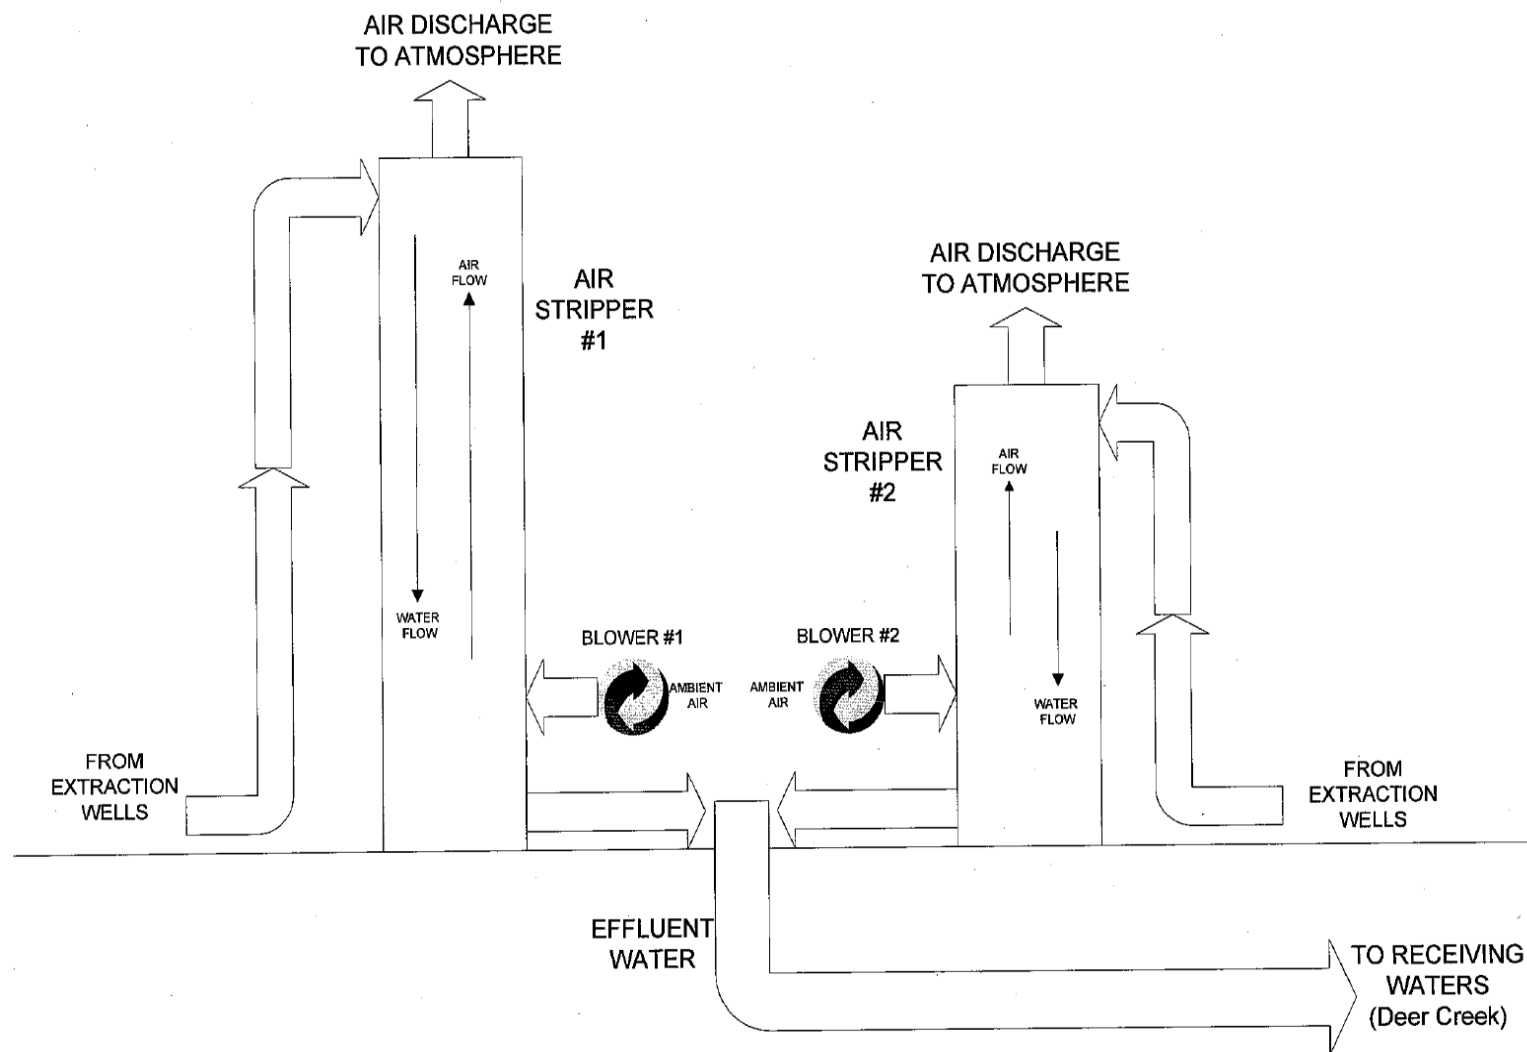 AIR DISCHARGE
TO ATMOSPHERE
AIR
FLOW
AIR
STRIPPER
#1
WATER
FLOW
AIR DISCHARGE
TO ATMOSPHERE
AIR
STRIPPER
#2
AIR
FLOW
WATER
FLOW
BLOWER #1
AMBIENT
AIR
BLOWER #2
AMBIENT
AIR
FROM
EXTRACTION
WELLS
FROM
EXTRACTION
WELLS
EFFLUENT
WATER
TO RECEIVING
WATERS
(Deer Creek)